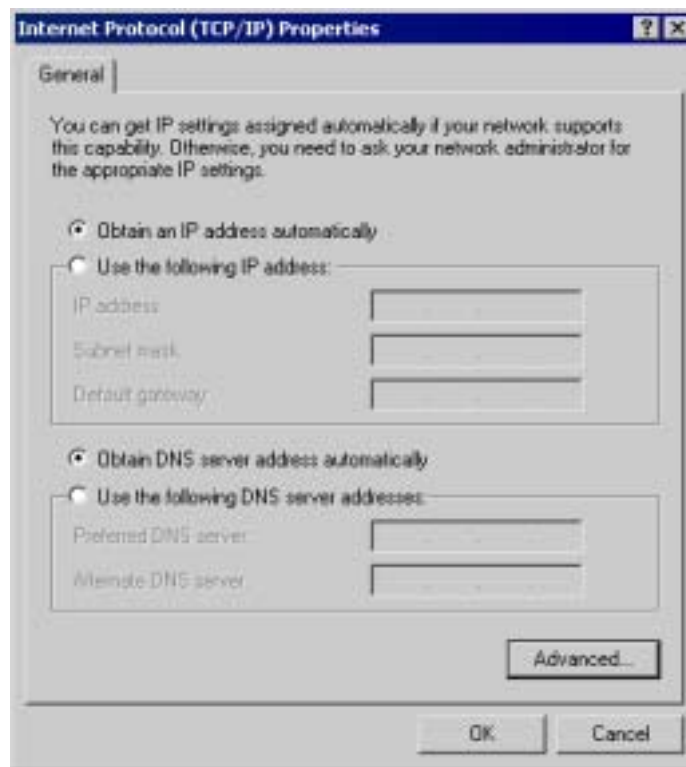 Internet Protocol (TCP/IP) Properties
General
You can get IP settings assigned automatically if your network supports
this capability. Otherwise, you need to ask your network administrator for
the appropriate IP settings.
Obtain an IP address automatically
Use the following IP address:
IP address
Subnet mask
Default gateway
Obtain DNS server address automatically
Use the following DNS server addresses:
Preferred DNS server
Alternate DNS server
Advanced...
OK
Cancel